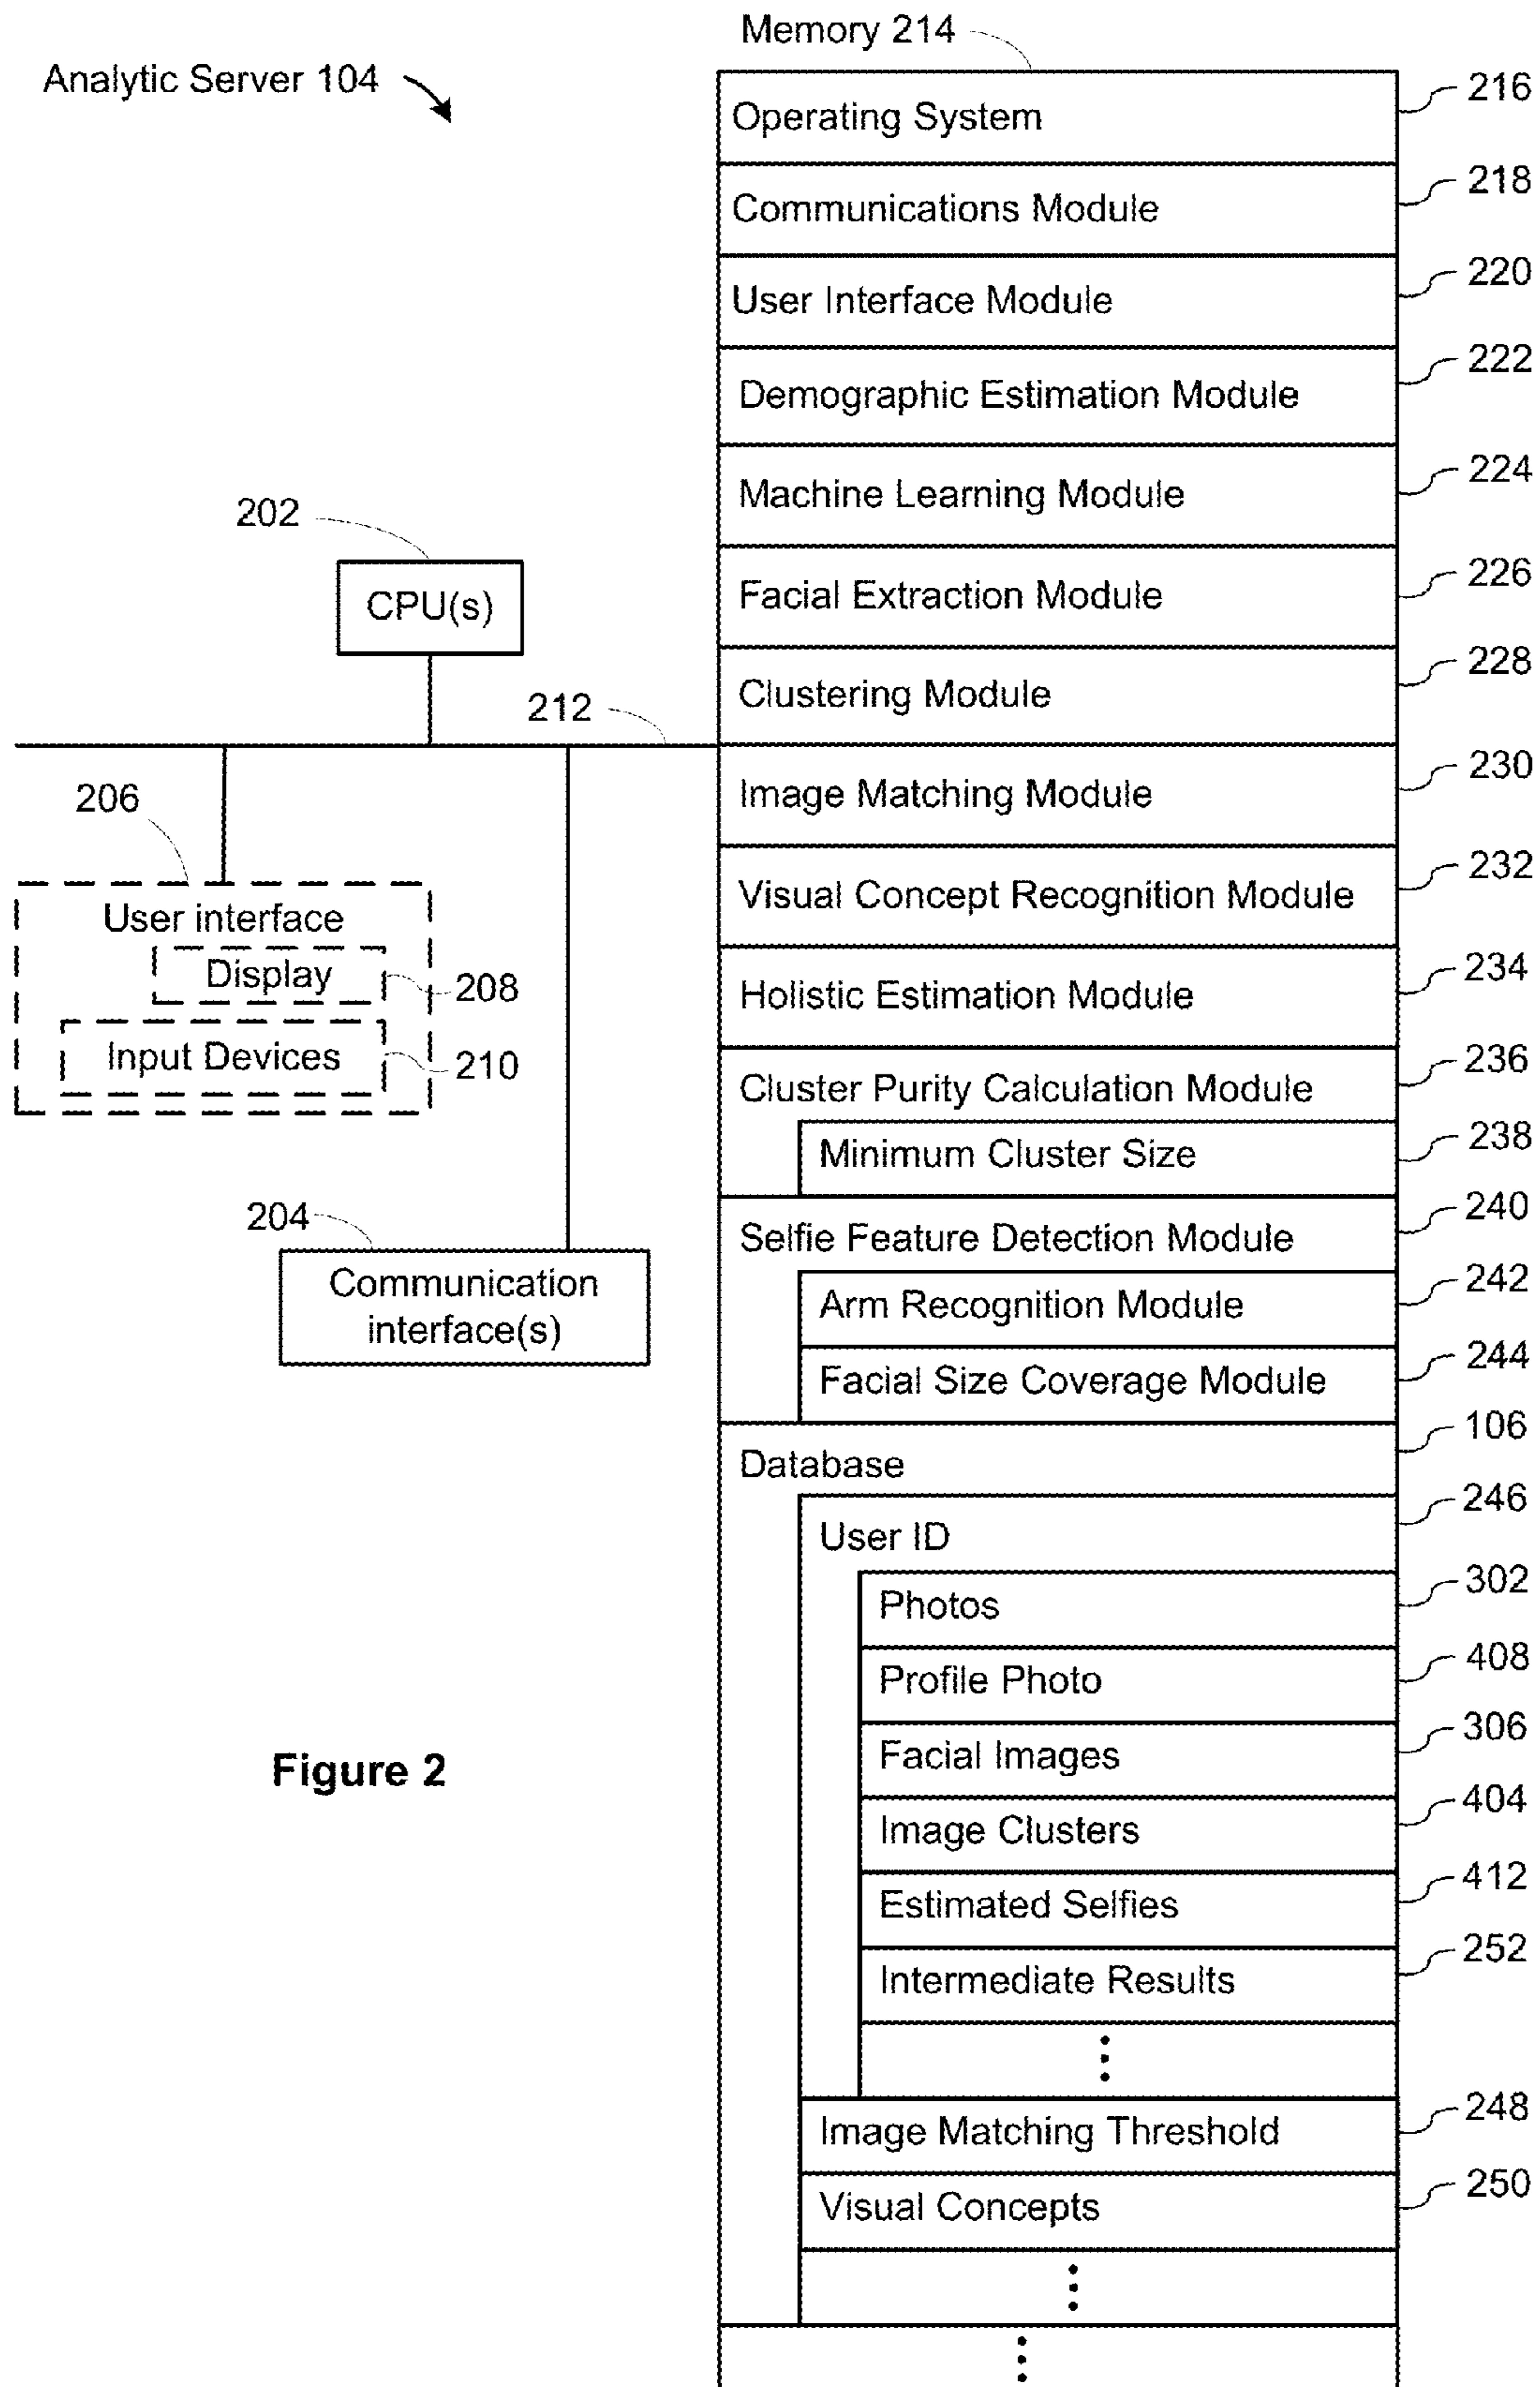 Memory 214
Analytic Server 104
Operating System 216
Communications Module 218
User Interface Module 220
Demographic Estimation Module 222
Machine Learning Module 224
Facial Extraction Module 226
Clustering Module 228
Image Matching Module 230
Visual Concept Recognition Module 232
Holistic Estimation Module 234
Cluster Purity Calculation Module 236
Minimum Cluster Size 238
Selfie Feature Detection Module 240
Arm Recognition Module 242
Facial Size Coverage Module 244
Database 106
User ID 246
Photos 302
Profile Photo 408
Facial Images 306
Image Clusters 404
Estimated Selfies 412
Intermediate Results 252
Image Matching Threshold 248
Visual Concepts 250
202
CPU(s)
212
206
User interface
Display 208
Input Devices 210
204
Communication
interface(s)
Figure 2